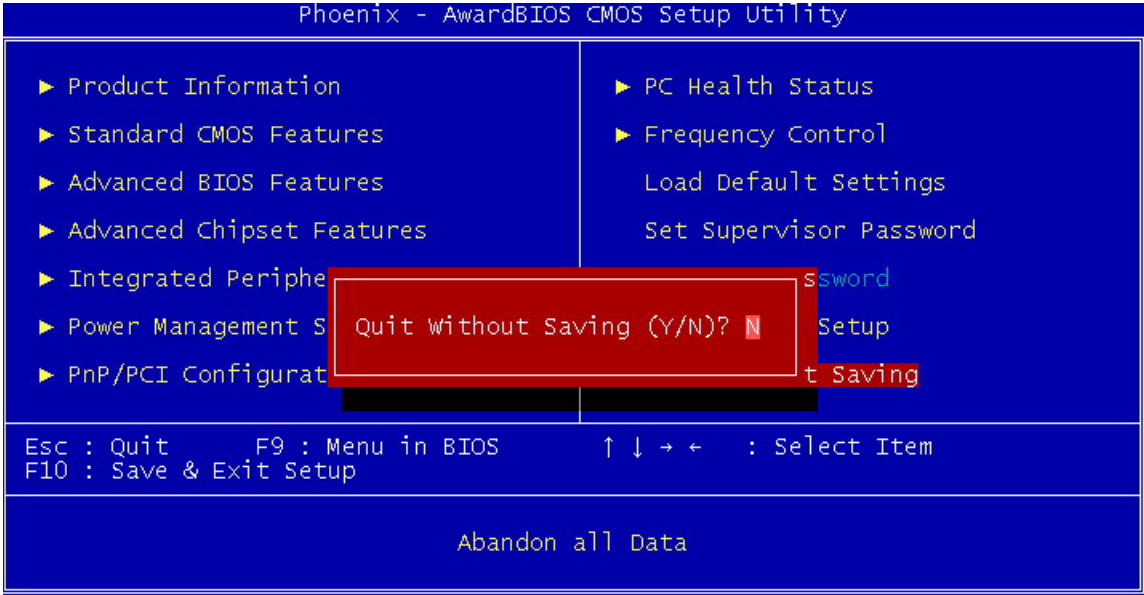 Phoenix - AwardBIOS CMOS Setup Utility
▶ Product Information
▶ Standard CMOS Features
▶ Advanced BIOS Features
▶ Advanced Chipset Features
▶ Integrated Periphe
▶ Power Management S
▶ PnP/PCI Configurat
▶ PC Health Status
▶ Frequency Control
Load Default Settings
Set Supervisor Password
ssword
Setup
t Saving
Quit Without Saving (Y/N)? N
Esc : Quit F9 : Menu in BIOS ↑ ↓ → ← : Select Item
F10 : Save & Exit Setup
Abandon all Data